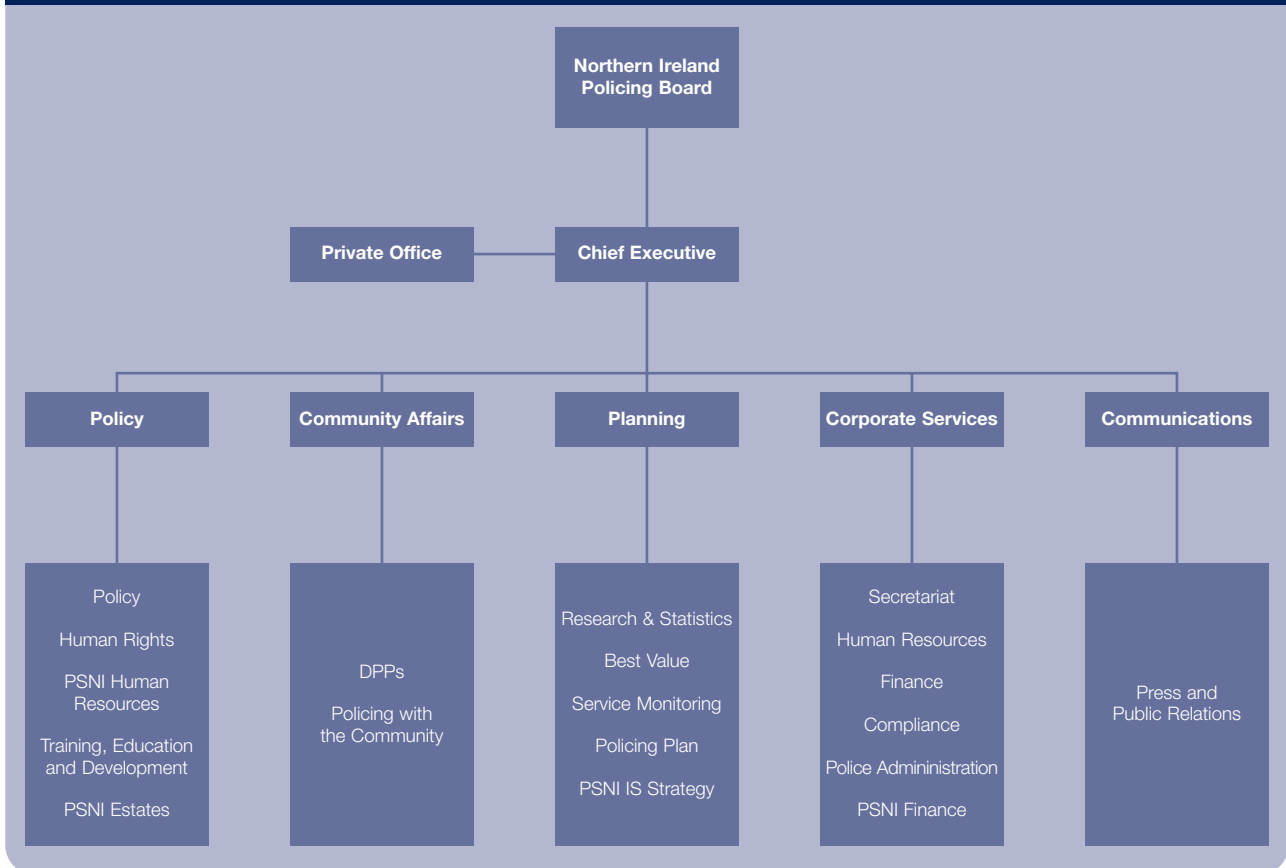 Northern Ireland
Policing Board
Private Office
Chief Executive
Policy
Community Affairs
Planning
Corporate Services
Communications
Policy
Human Rights
PSNI Human
Resources
Training, Education
and Development
PSNI Estates
DPPs
Policing with
the Community
Research & Statistics
Best Value
Service Monitoring
Policing Plan
PSNI IS Strategy
Secretariat
Human Resources
Finance
Compliance
Police Admininistration
PSNI Finance
Press and
Public Relations